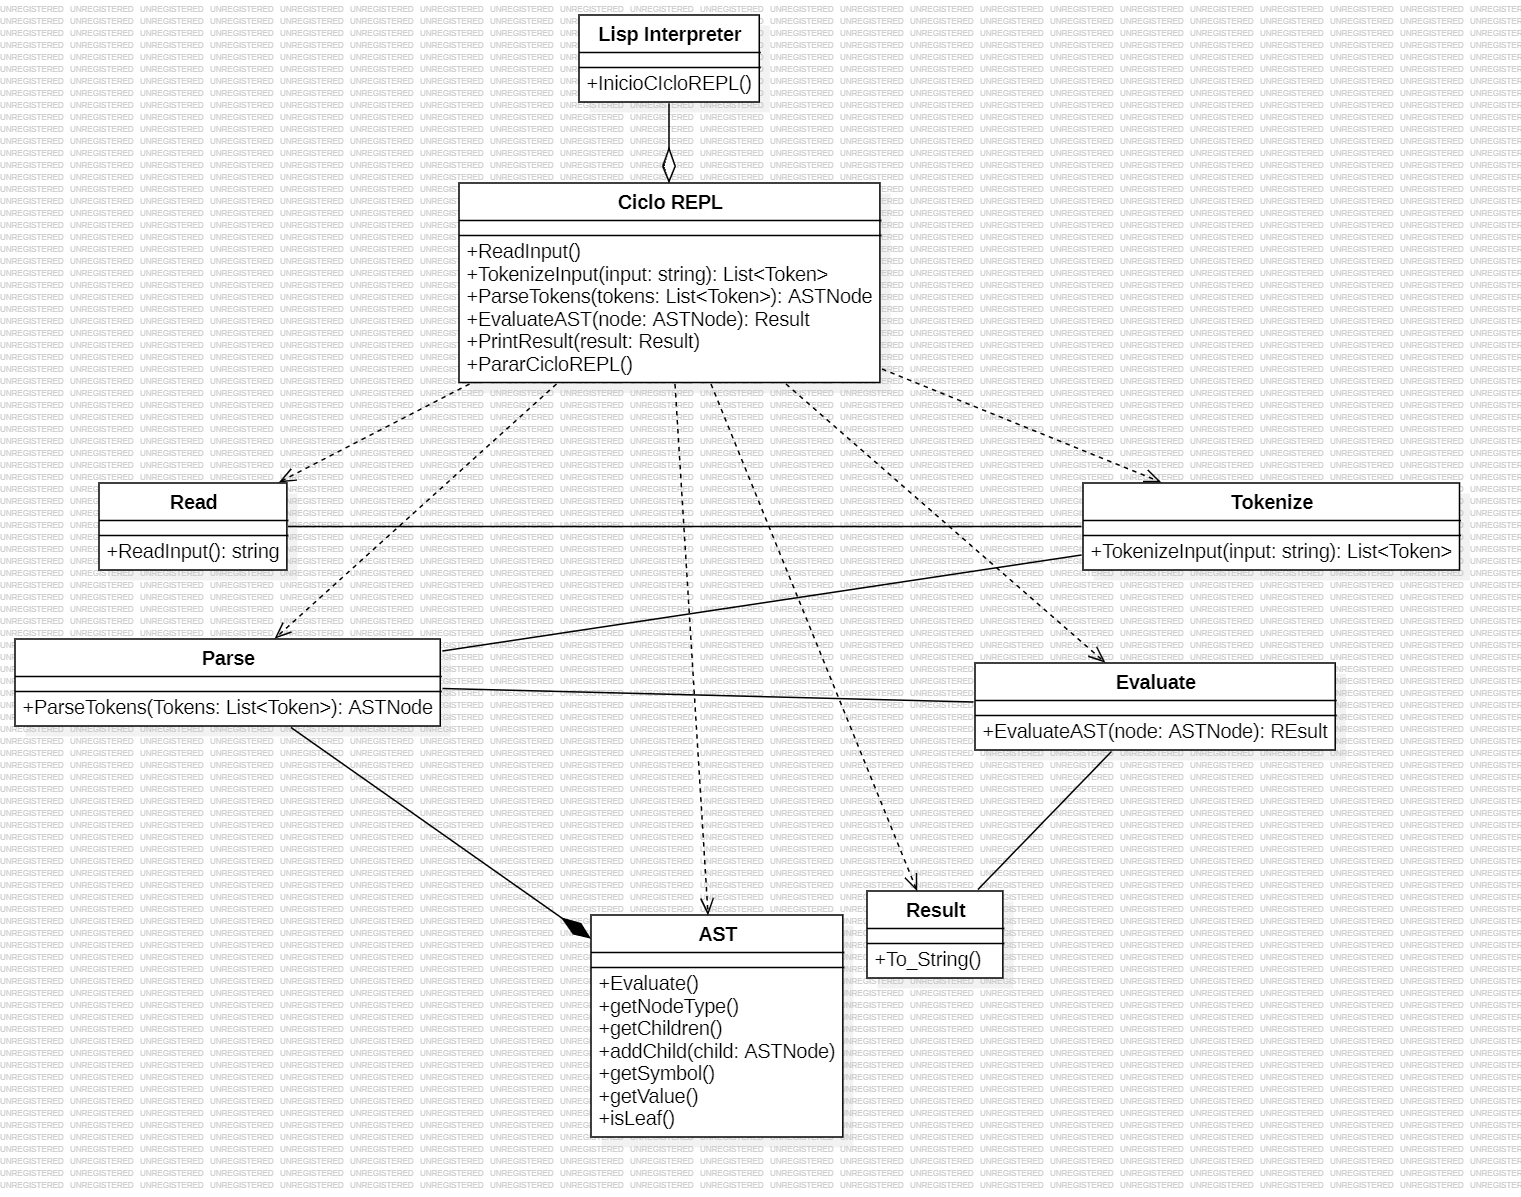 Lisp Interpreter
+InicioCIcloREPL()
Ciclo REPL
+ReadInput()
+TokenizeInput(input: string): List<Token>
+ParseTokens(tokens: List<Token>): ASTNode
+EvaluateAST(node: ASTNode): Result
+PrintResult(result: Result)
+PararCicloREPL()
Read
+ReadInput(): string
Tokenize
+TokenizeInput(input: string): List<Token>
Parse
+ParseTokens(Tokens: List<Token>): ASTNode
Evaluate
+EvaluateAST(node: ASTNode): REsult
Result
+To_String()
AST
+Evaluate()
+getNodeType()
+getChildren()
+addChild(child: ASTNode)
+getSymbol()
+getValue()
+isLeaf()
UNREGISTERED